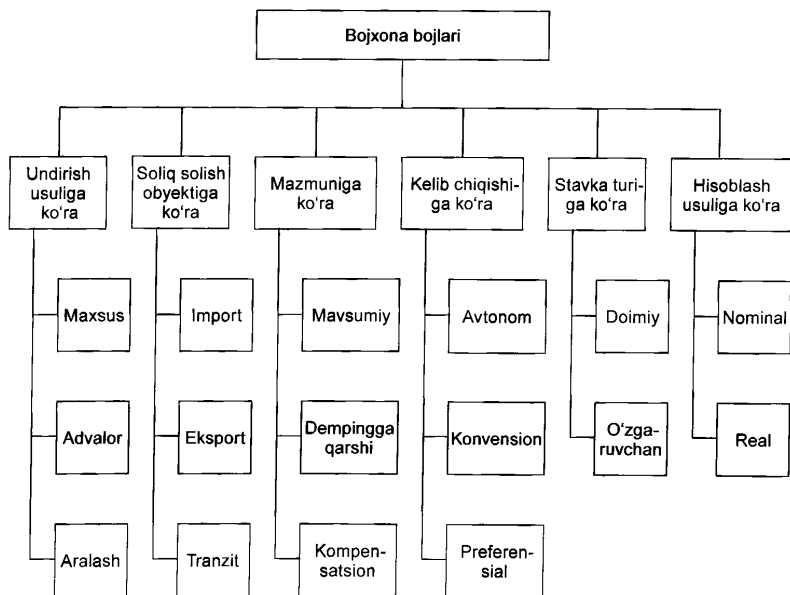 Bojxona bojlari
Undirish
usuliga
ko‘ra
Soliq solish
obyektiga
ko‘ra
Mazmuniga
ko‘ra
Kelib chiqishi-
ga ko‘ra
Stavka turi-
ga ko‘ra
Hisoblash
usuliga ko‘ra
Maxsus
Import
Mavsumiy
Avtonom
Doimiy
Nominal
Advalor
Eksport
Dempingga
qarshi
Konvension
O‘zga-
ruvchan
Real
Aralash
Tranzit
Kompen-
satsion
Preferen-
sial